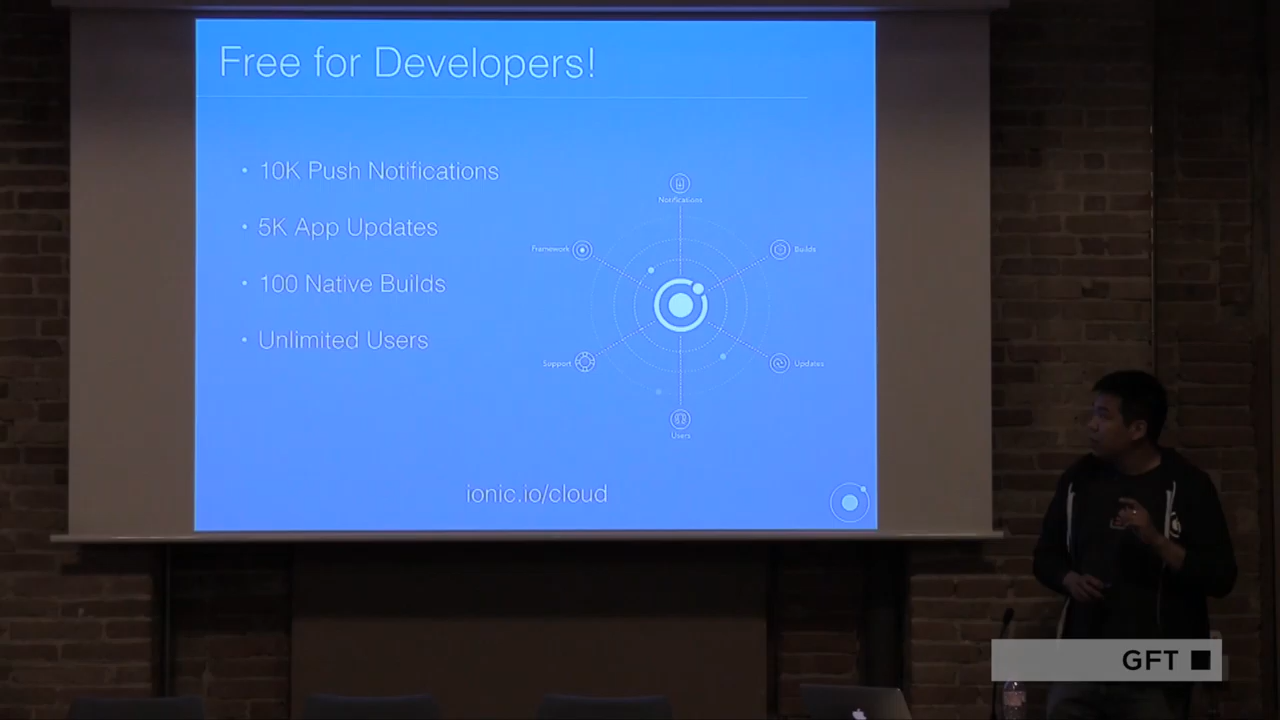 Free for Developers!
• 10K Push Notifications
• 5K App Updates
• 100 Native Builds
• Unlimited Users
Notifications
Framework
Builds
Support
Updates
Users
ionic.io/cloud
GFT